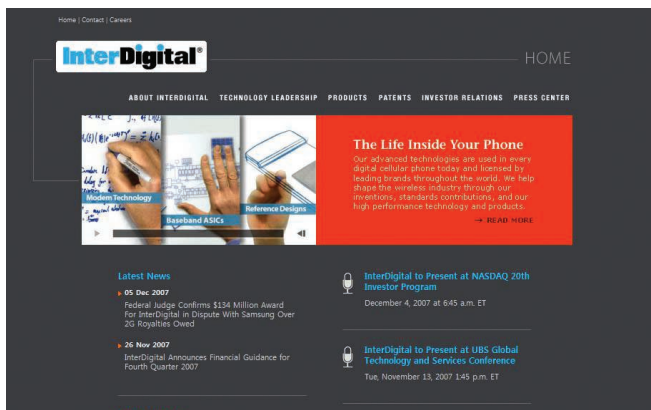 Home | Contact | Careers
InterDigital®
HOME
ABOUT INTERDIGITAL TECHNOLOGY LEADERSHIP PRODUCTS PATENTS INVESTOR RELATIONS PRESS CENTER
Modem Technology
Baseband ASICs
Reference Designs
The Life Inside Your Phone
Our advanced technologies are used in every
digital cellular phone today and licensed by
leading brands throughout the world. We help
shape the wireless industry through our
inventions, standards contributions, and our
high performance technology and products.
→ READ MORE
Latest News
05 Dec 2007
Federal Judge Confirms $134 Million Award
For InterDigital in Dispute With Samsung Over
2G Royalties Owed
26 Nov 2007
InterDigital Announces Financial Guidance for
Fourth Quarter 2007
InterDigital to Present at NASDAQ 20th
Investor Program
December 4, 2007 at 6:45 a.m. ET
InterDigital to Present at UBS Global
Technology and Services Conference
Tue, November 13, 2007 1:45 p.m. ET